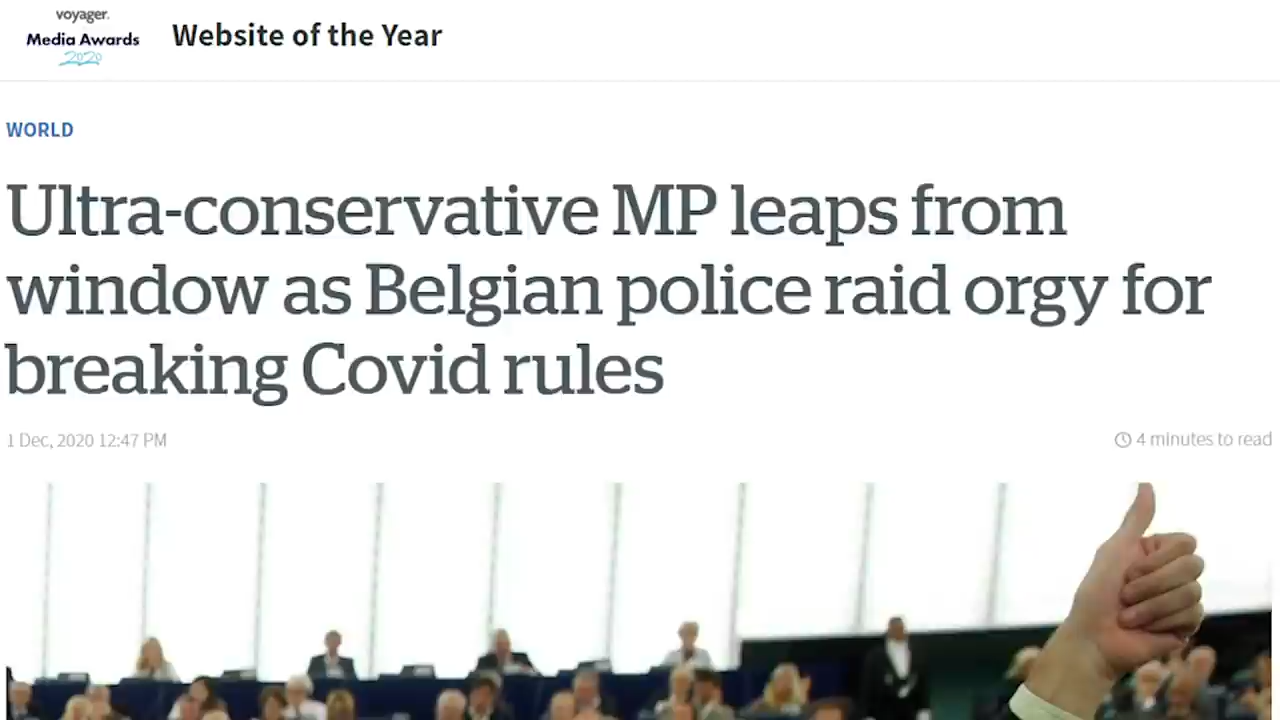 voyager.
Media Awards
2020
Website of the Year
WORLD
Ultra-conservative MP leaps from
window as Belgian police raid orgy for
breaking Covid rules
1 Dec, 2020 12:47 PM
4 minutes to read